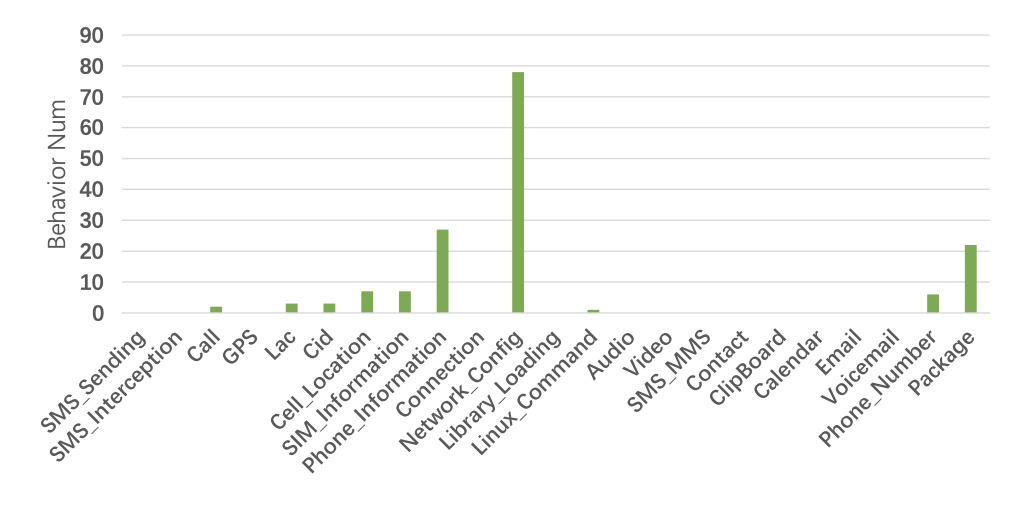 90
80
70
60
50
40
30
20
10
0
Behavior Num
SMS_Sending
SMS_Interception
Call
GPS
Lac
Cid
Cell_Location
SIM_Information
Phone_Information
Connection
Network_Config
Library_Loading
Linux_Command
Audio
Video
SMS_MMS
Contact
ClipBoard
Calendar
Email
Voicemail
Phone_Number
Package